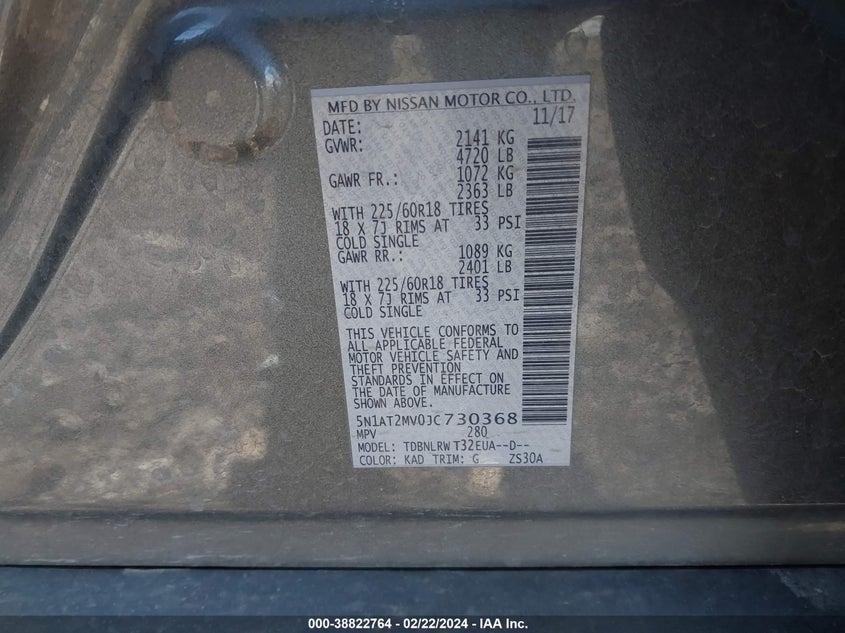 MFD BY NISSAN MOTOR CO., LTD.
DATE: 11/17
GVWR: 2141 KG
4720 LB
GAWR FR.: 1072 KG
2363 LB
WITH 225/60R18 TIRES
18 X 7J RIMS AT 33 PSI
COLD SINGLE
GAWR RR.: 1089 KG
2401 LB
WITH 225/60R18 TIRES
18 X 7J RIMS AT 33 PSI
COLD SINGLE
THIS VEHICLE CONFORMS TO
ALL APPLICABLE FEDERAL
MOTOR VEHICLE SAFETY AND
THEFT PREVENTION
STANDARDS IN EFFECT ON
THE DATE OF MANUFACTURE
SHOWN ABOVE.
5N1AT2MV0JC730368
MPV 280
MODEL: TDBNLRW T32EUA--D--
COLOR: KAD TRIM: G ZS30A
000-38822764 - 02/22/2024 - IAA Inc.